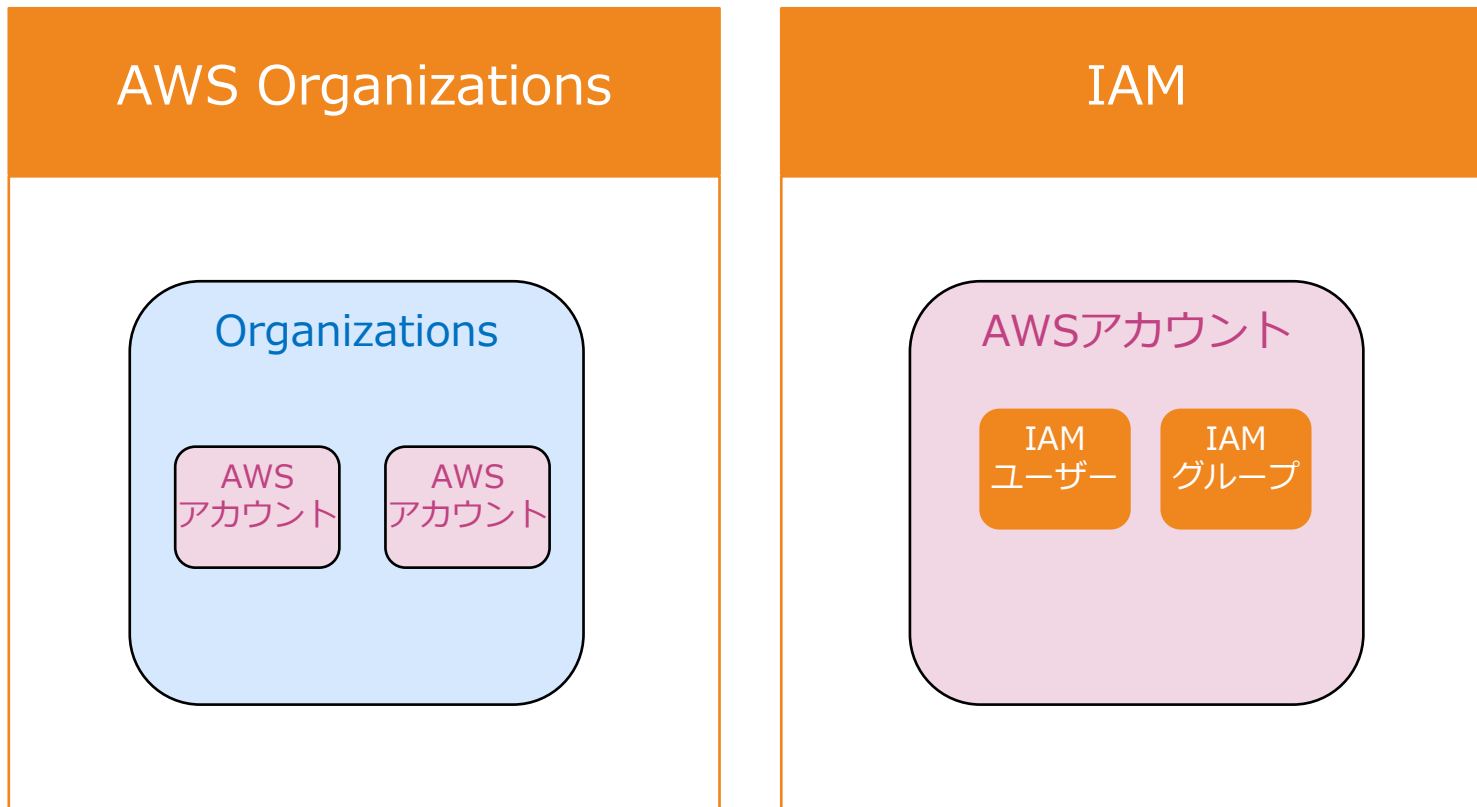 AWS Organizations
Organizations
AWS
アカウント
AWS
アカウント
IAM
AWSアカウント
IAM
ユーザー
IAM
グループ